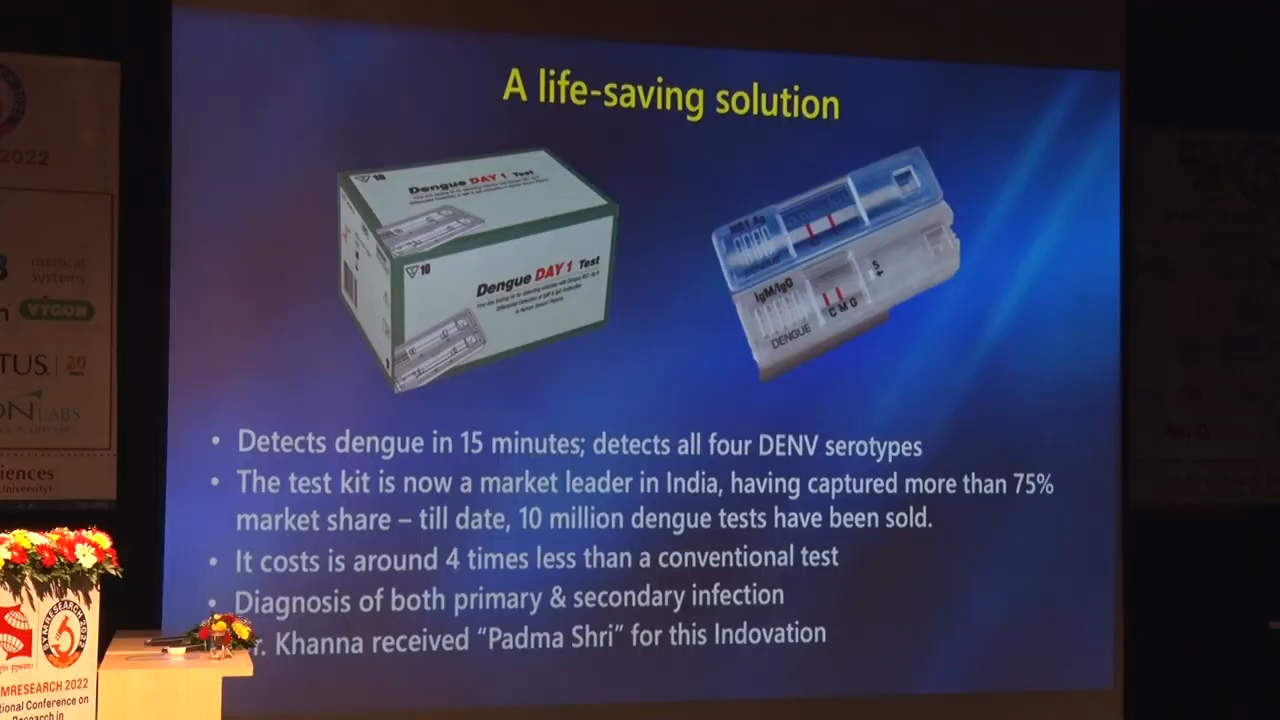 A life-saving solution
10
Dengue DAY 1 Test
10
Dengue DAY 1 Test
NS1 Ag
IgM/IgG
C M G
S
DENGUE
• Detects dengue in 15 minutes; detects all four DENV serotypes
• The test kit is now a market leader in India, having captured more than 75%
market share – till date, 10 million dengue tests have been sold.
• It costs is around 4 times less than a conventional test
• Diagnosis of both primary & secondary infection
r. Khanna received “Padma Shri” for this Indovation
2022
medical
systems
VYGON
TUS
20
LABS
iences
University)
MRESEARCH 2022
tional Conference on
Research in